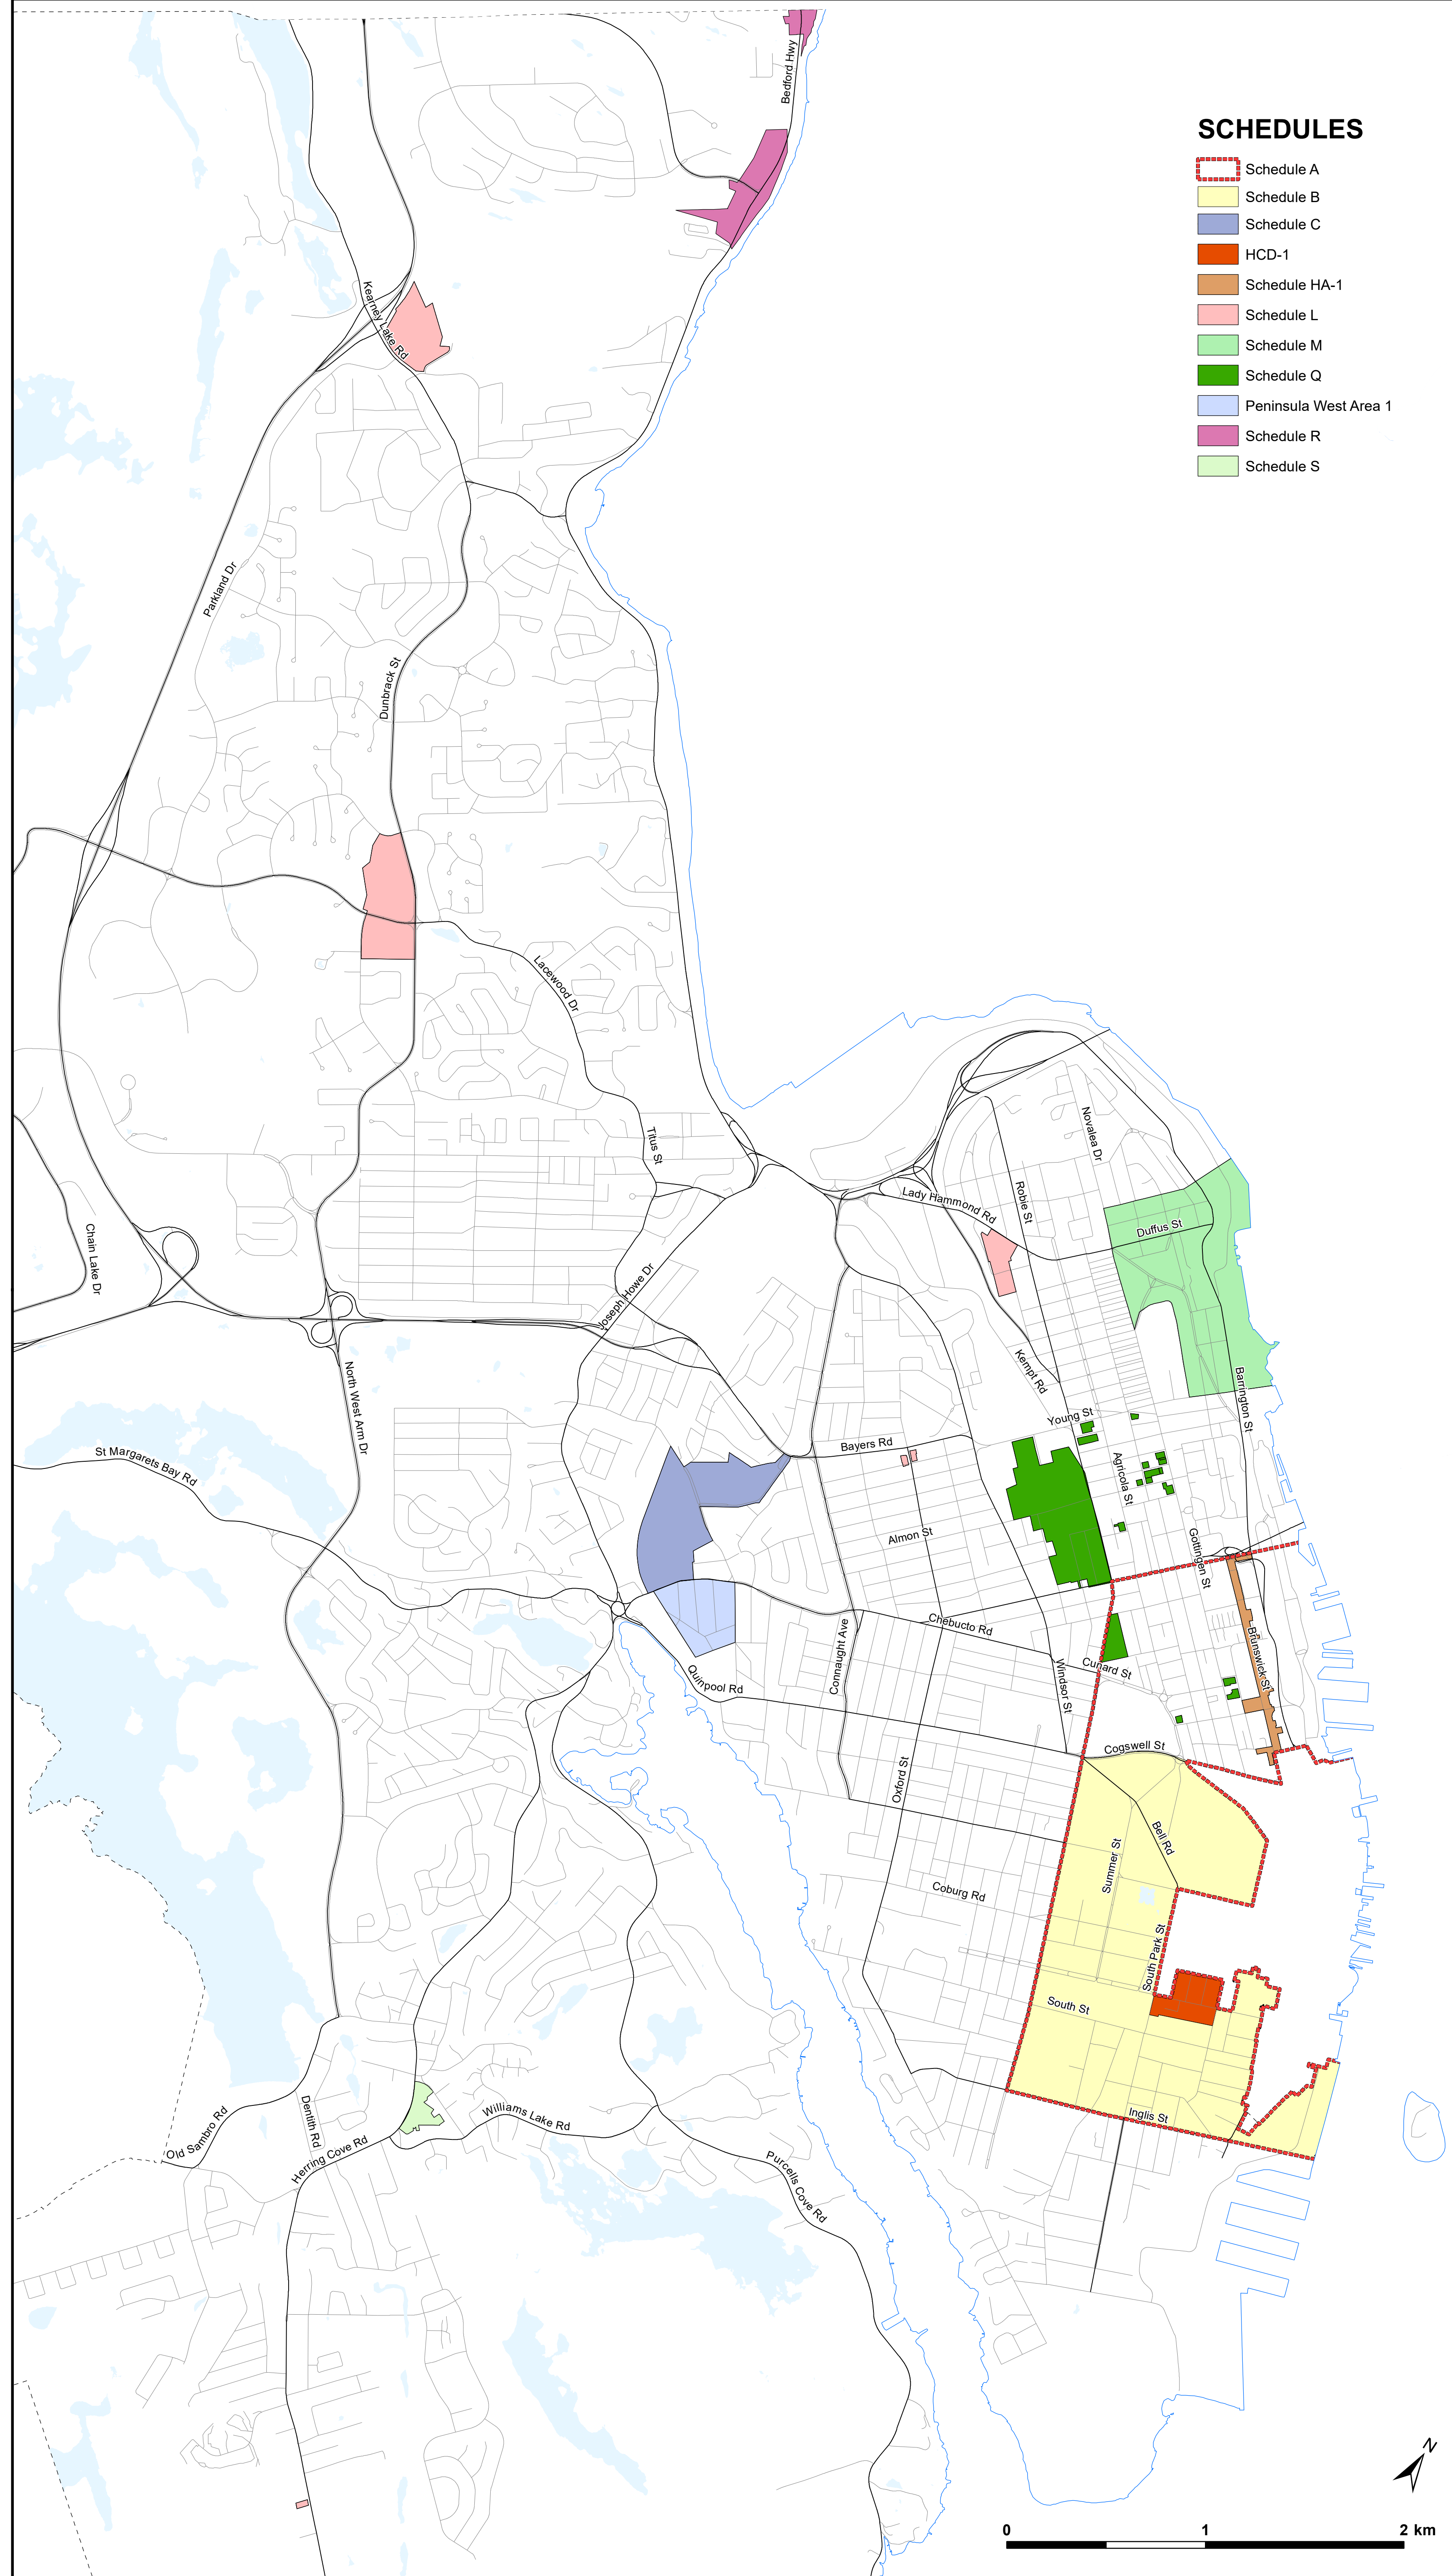 Bedford Hwy
SCHEDULES
Schedule A
Schedule B
Schedule C
HCD-1
Schedule HA-1
Schedule L
Schedule M
Schedule Q
Peninsula West Area 1
Schedule R
Schedule S
Kearney Lake Rd
Parkland Dr
Dunbrack St
Lacewood Dr
Titus St
Novalea Dr
Robie St
Lady Hammond Rd
Duffus St
Chain Lake Dr
Joseph Howe Dr
North West Arm Dr
Kempt Rd
Barrington St
Young St
Bayers Rd
St Margarets Bay Rd
Agricola St
Almon St
Gottingen St
Chebucto Rd
Connaught Ave
Brunswick St
Cunard St
Windsor St
Quinpool Rd
Cogswell St
Oxford St
Bell Rd
Summer St
Coburg Rd
South Park St
South St
Inglis St
Williams Lake Rd
Dentith Rd
Old Sambro Rd
Herring Cove Rd
Purcells Cove Rd
N
0 1 2 km